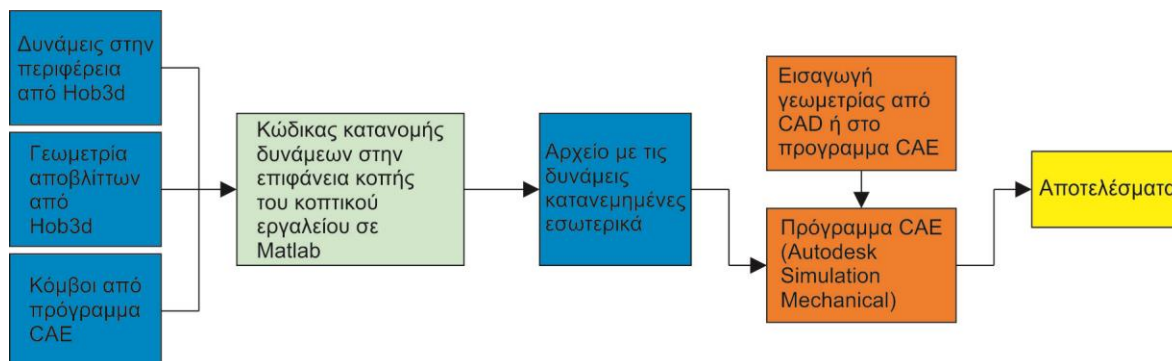 Δυνάμεις στην
περιφέρεια
από Hob3d
Γεωμετρία
αποβλίττων
από
Hob3d
Κόμβοι από
πρόγραμμα
CAE
Κώδικας κατανομής
δυνάμεων στην
επιφάνεια κοπής
του κοπτικού
εργαλείου σε
Matlab
Αρχείο με τις
δυνάμεις
κατανεμημένες
εσωτερικά
Εισαγωγή
γεωμετρίας από
CAD ή στο
προγραμμα CAE
Πρόγραμμα CAE
(Autodesk
Simulation
Mechanical)
Αποτελέσματα